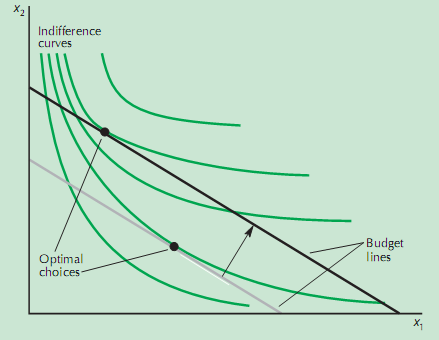 x2
Indifference
curves
Optimal
choices
Budget
lines
x1